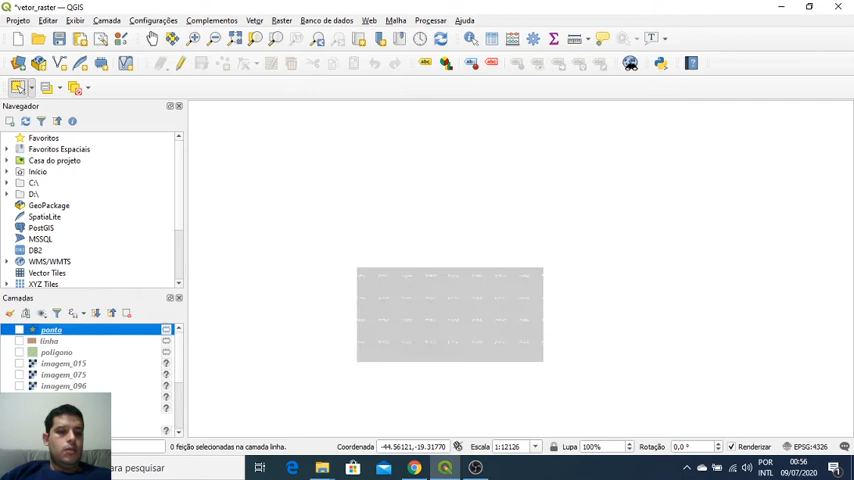 *vetor_raster — QGIS
Projeto Editar Exibir Camada Configurações Complementos Vetor Raster Banco de dados Web Malha Processar Ajuda
Navegador
Favoritos
Favoritos Espaciais
Casa do projeto
Início
C:\
D:\
GeoPackage
SpatiaLite
PostGIS
MSSQL
DB2
WMS/WMTS
Vector Tiles
XYZ Tiles
Camadas
ponto
linha
poligono
imagem_015
imagem_075
imagem_096
0 feição selecionadas na camada linha.
Coordenada -44.56121,-19.31770
Escala 1:12126
Lupa 100%
Rotação 0,0 °
Renderizar
EPSG:4326
para pesquisar
POR
INTL
00:56
09/07/2020